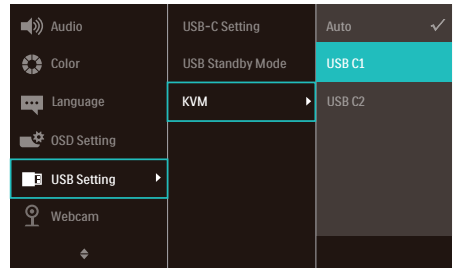 Audio
Color
Language
OSD Setting
USB Setting
Webcam
USB-C Setting
USB Standby Mode
KVM
Auto
USB C1
USB C2